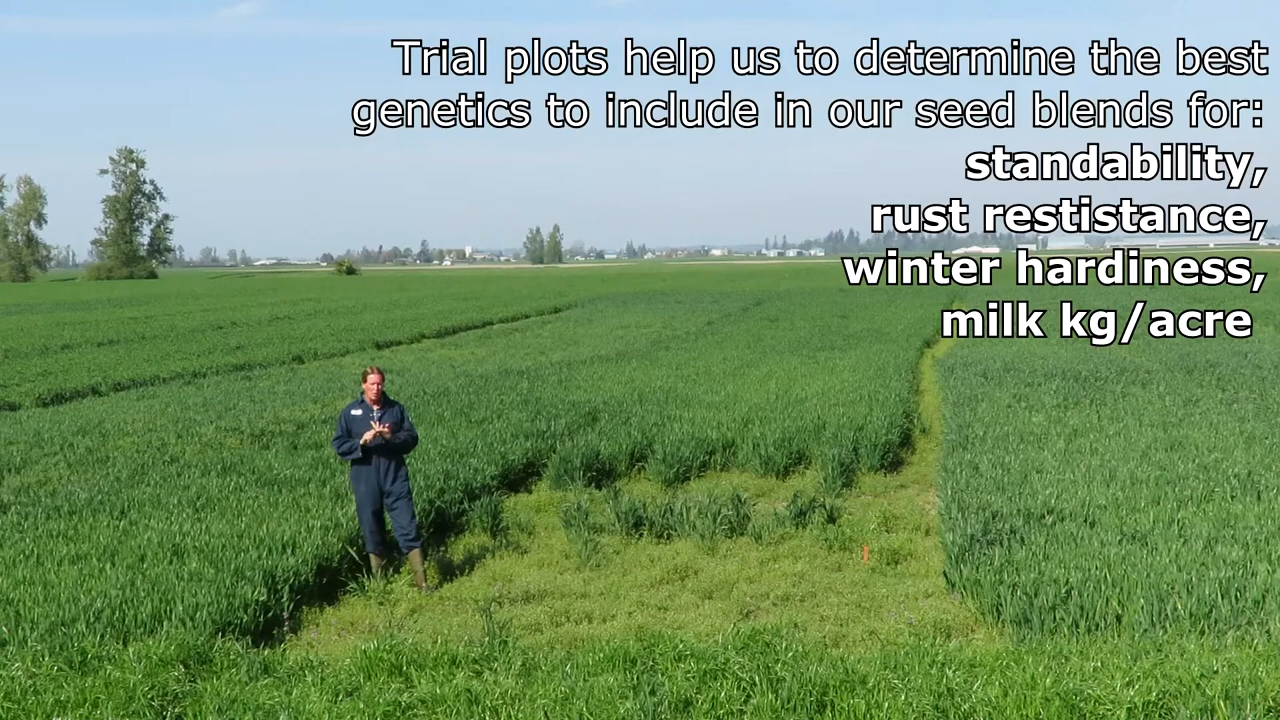 Trial plots help us to determine the best
genetics to include in our seed blends for:
standability,
rust restistance,
winter hardiness,
milk kg/acre